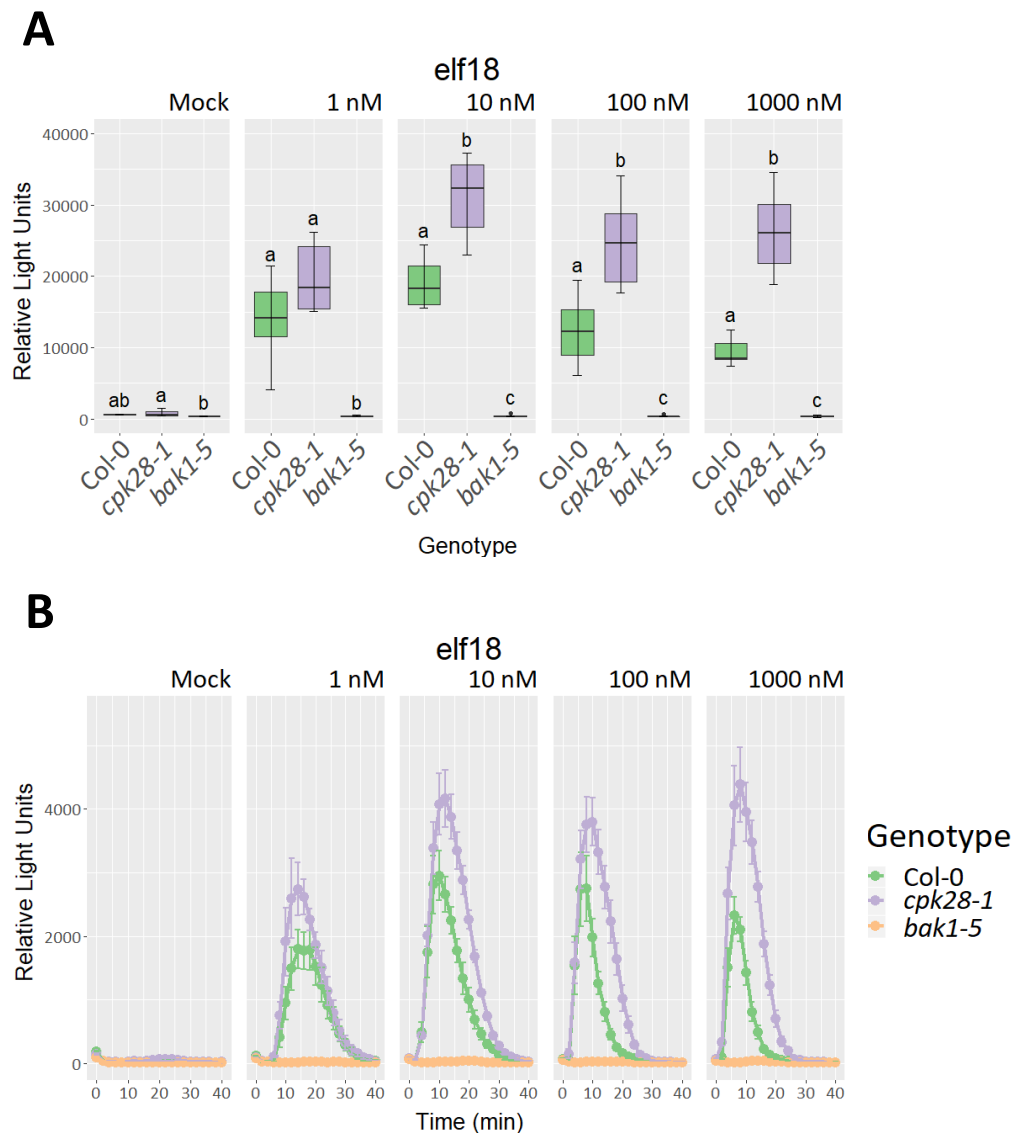 A
elf18
Mock 1 nM 10 nM 100 nM 1000 nM
Relative Light Units
40000
30000
20000
10000
0
ab a b
a a b
a b c
a b c
a b c
Col-0 cpk28-1 bak1-5 Col-0 cpk28-1 bak1-5 Col-0 cpk28-1 bak1-5 Col-0 cpk28-1 bak1-5 Col-0 cpk28-1 bak1-5
Genotype
B
elf18
Mock 1 nM 10 nM 100 nM 1000 nM
Relative Light Units
4000
2000
0
0 10 20 30 40 0 10 20 30 40 0 10 20 30 40 0 10 20 30 40 0 10 20 30 40
Time (min)
Genotype
Col-0
cpk28-1
bak1-5